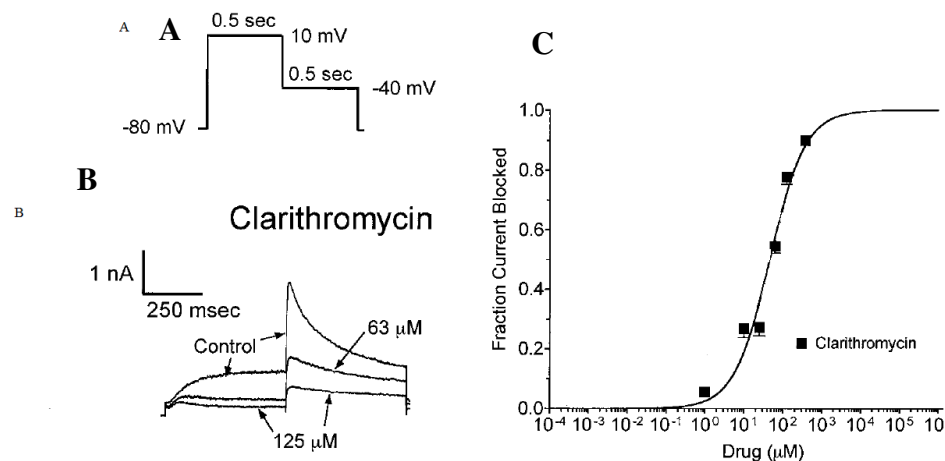 A
A
0.5 sec
10 mV
0.5 sec
-40 mV
-80 mV
B
B
Clarithromycin
1 nA
250 msec
Control
63 μM
125 μM
C
Fraction Current Blocked
1.0
0.8
0.6
0.4
0.2
0.0
Clarithromycin
10⁻⁴ 10⁻³ 10⁻² 10⁻¹ 10⁰ 10¹ 10² 10³ 10⁴ 10⁵ 10⁶
Drug (μM)